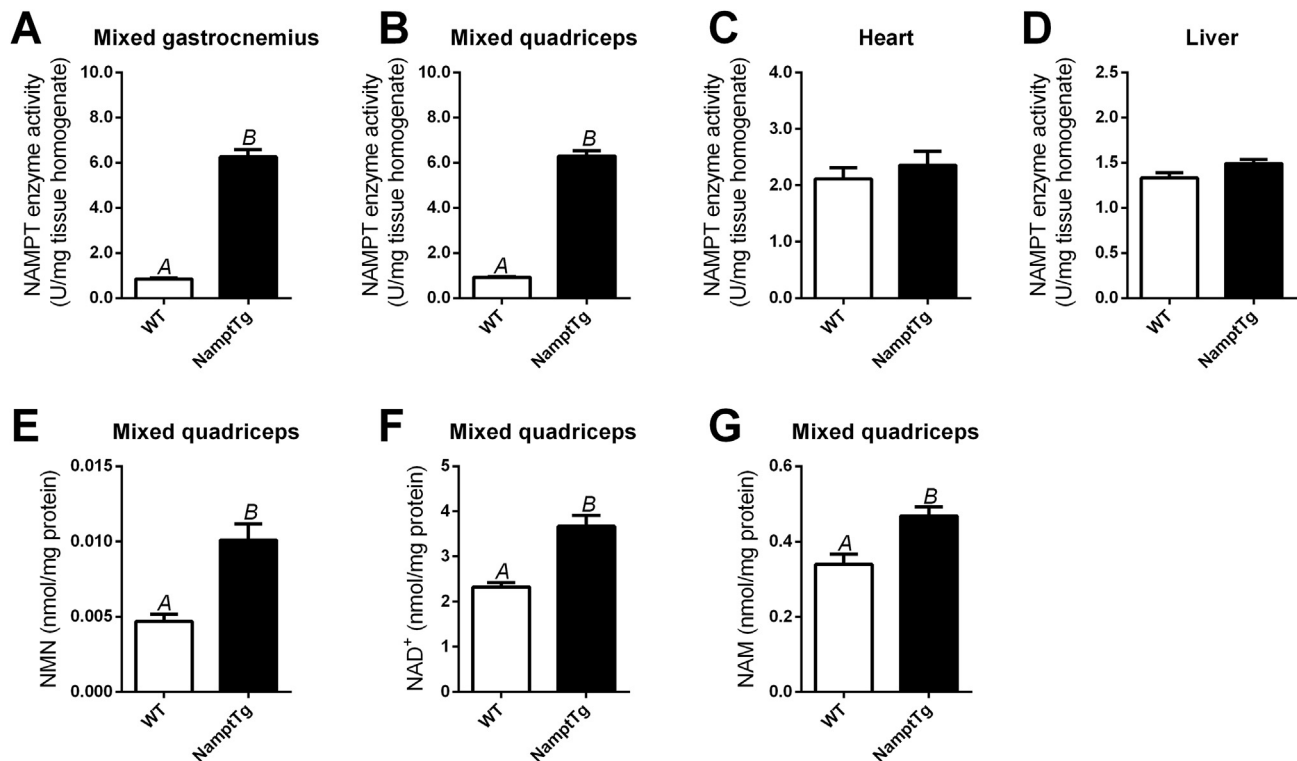 A Mixed gastrocnemius
NAMPT enzyme activity
(U/mg tissue homogenate)
10.0
8.0
6.0
4.0
2.0
0.0
A
B
WT
NamptTg
B Mixed quadriceps
NAMPT enzyme activity
(U/mg tissue homogenate)
10.0
8.0
6.0
4.0
2.0
0.0
A
B
WT
NamptTg
C Heart
NAMPT enzyme activity
(U/mg tissue homogenate)
4.0
3.0
2.0
1.0
0.0
WT
NamptTg
D Liver
NAMPT enzyme activity
(U/mg tissue homogenate)
2.5
2.0
1.5
1.0
0.5
0.0
WT
NamptTg
E Mixed quadriceps
NMN (nmol/mg protein)
0.015
0.010
0.005
0.000
A
B
WT
NamptTg
F Mixed quadriceps
NAD⁺ (nmol/mg protein)
5
4
3
2
1
0
A
B
WT
NamptTg
G Mixed quadriceps
NAM (nmol/mg protein)
0.6
0.4
0.2
0.0
A
B
WT
NamptTg